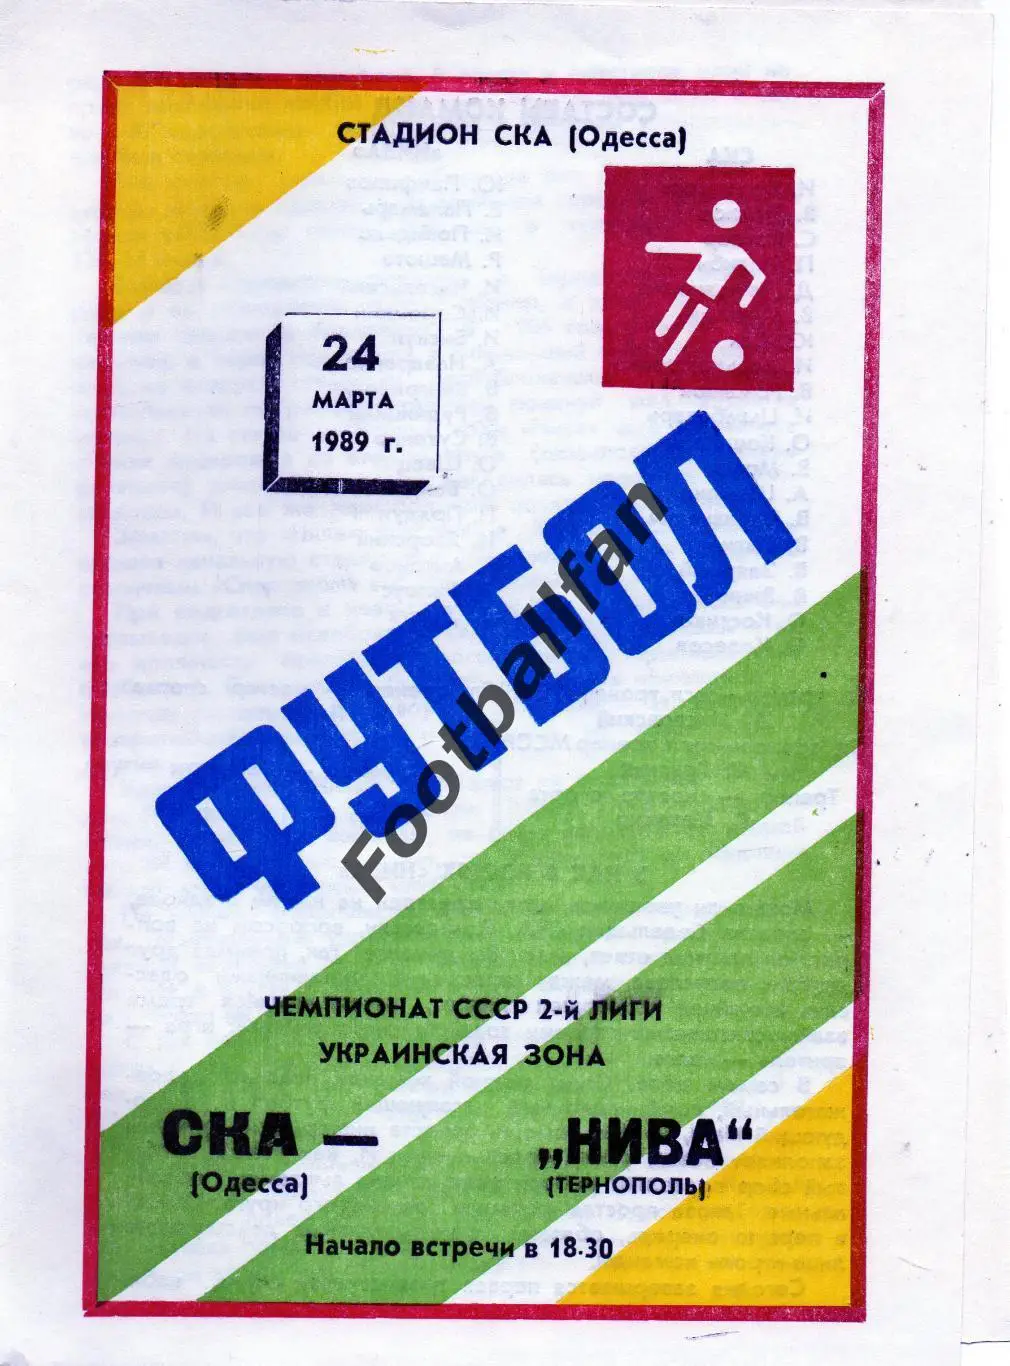 СТАДИОН СКА (Одесса)
24
МАРТА
1989 г.
ФУТБОЛ
Footballfan
ЧЕМПИОНАТ СССР 2-й ЛИГИ
УКРАИНСКАЯ ЗОНА
СКА — „НИВА“
(Одесса) (ТЕРНОПОЛЬ)
Начало встречи в 18.30